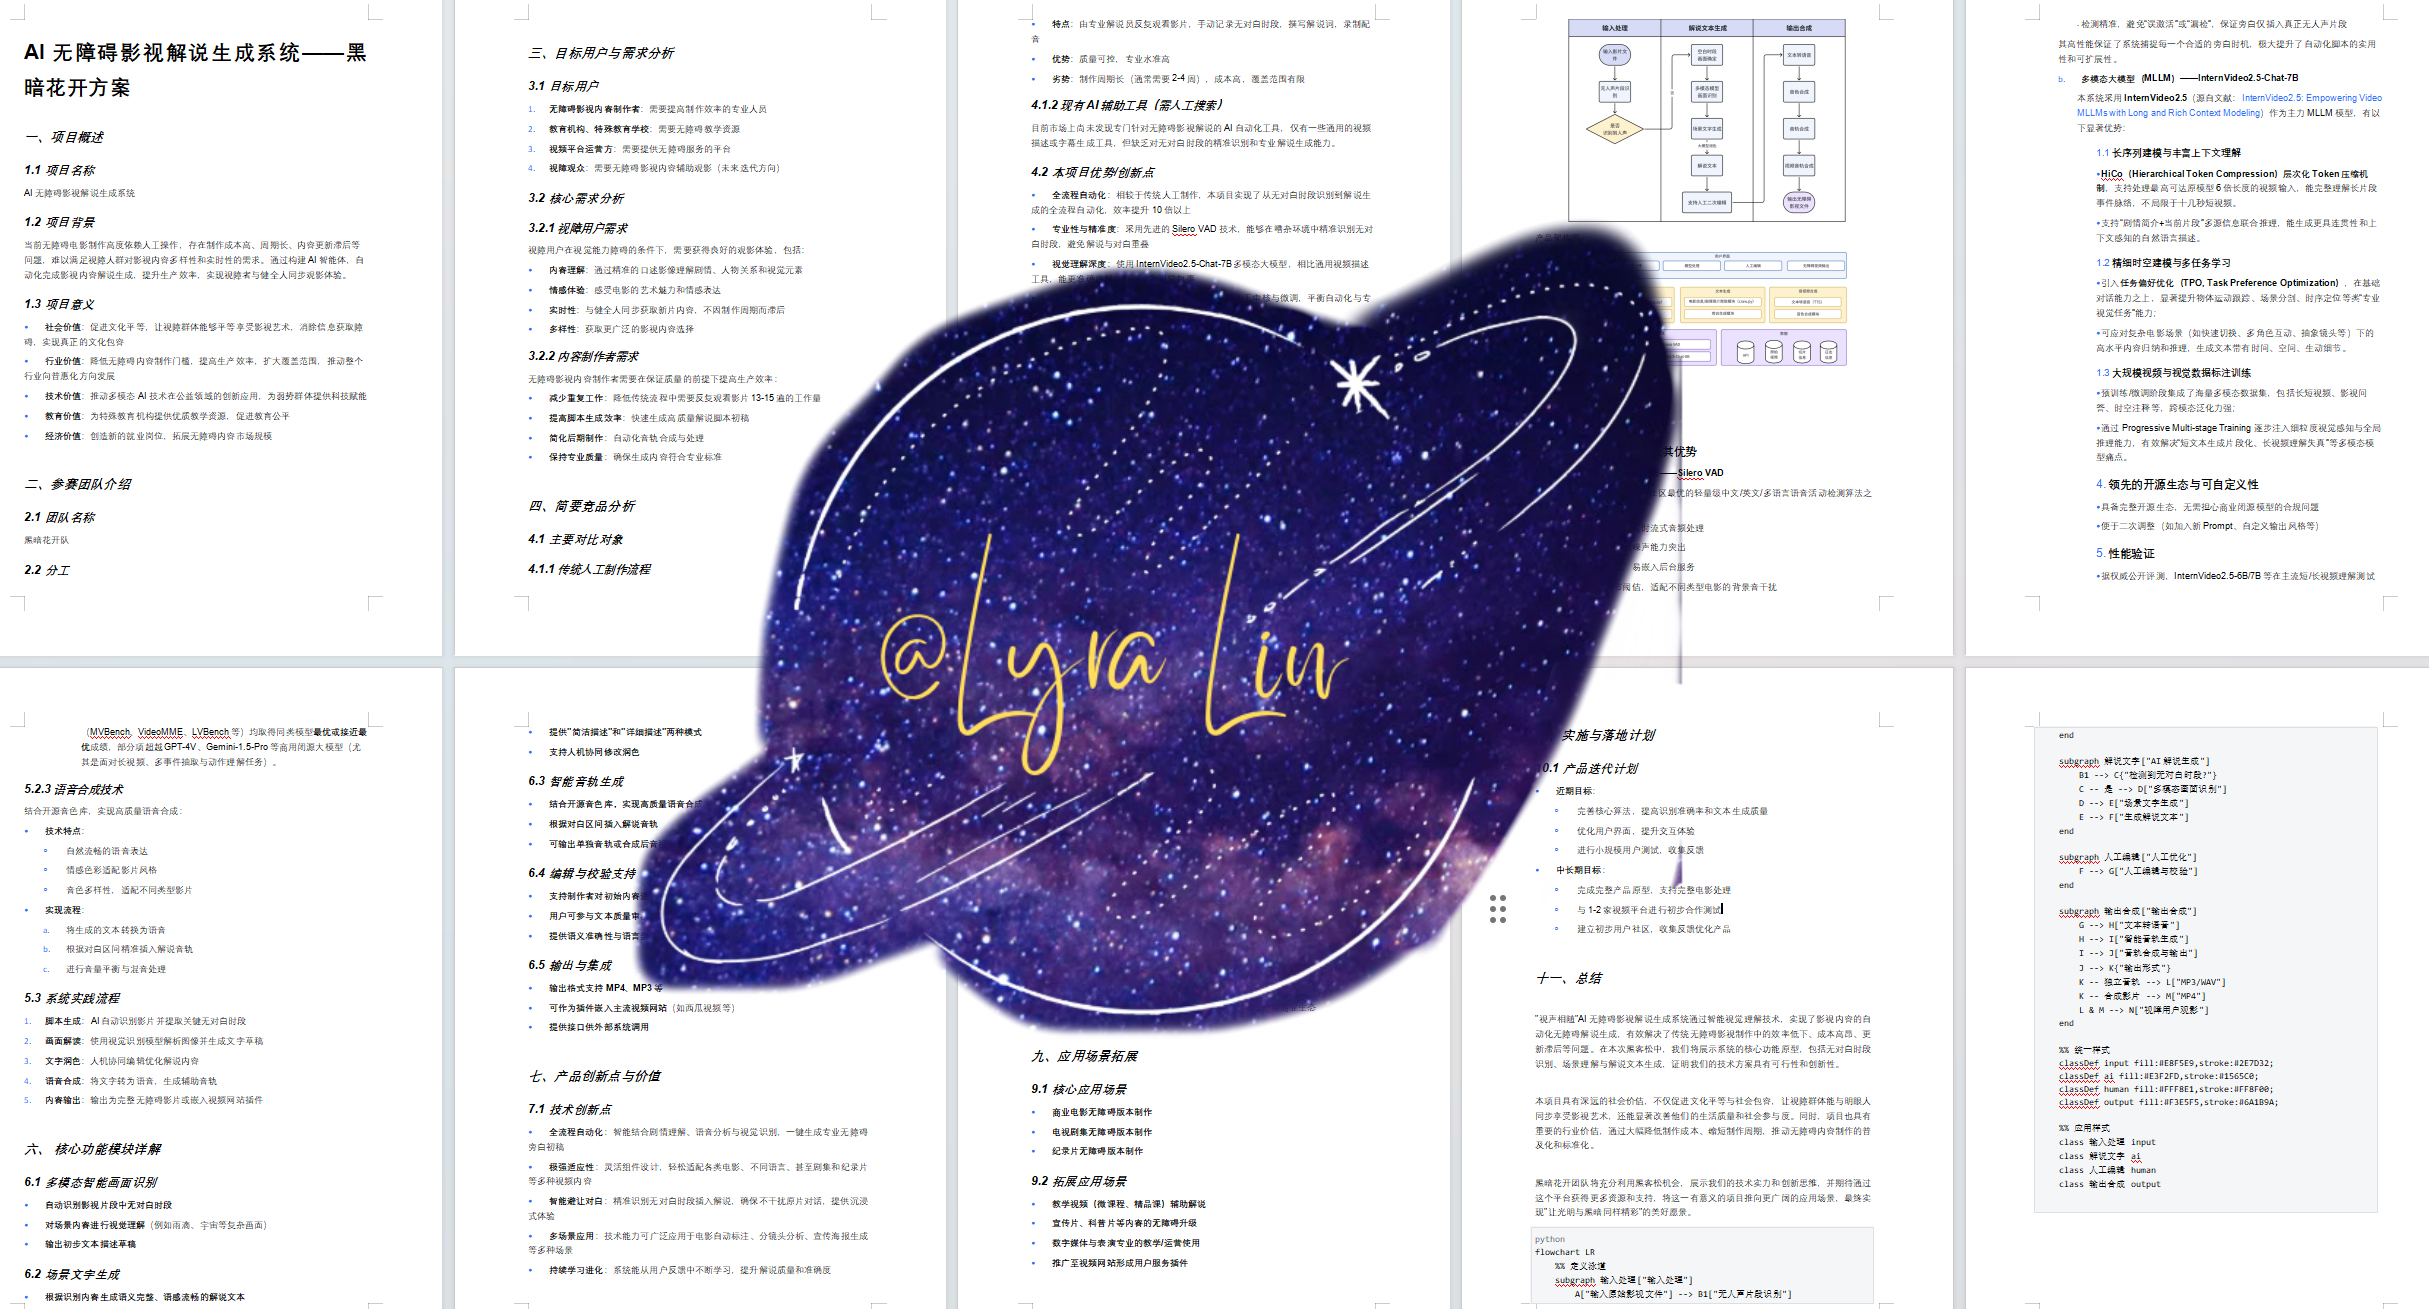 AI 无障碍影视解说生成系统——黑
暗花开方案
一、项目概述
1.1 项目名称
AI 无障碍影视解说生成系统
1.2 项目背景
当前无障碍电影制作高度依赖人工操作，存在制作成本高、周期长、内容更新滞后等
问题，难以满足视障人群对影视内容多样性和实时性的需求。通过构建 AI 智能体，自
动化完成影视内容解说生成，提升生产效率，实现视障者与健全人同步观影体验。
1.3 项目意义
• 社会价值：促进文化平等，让视障群体能够平等享受影视艺术，消除信息获取障
碍，实现真正的文化包容
• 行业价值：降低无障碍内容制作门槛，提高生产效率，扩大覆盖范围，推动整个
行业向普惠化方向发展
• 技术价值：推动多模态 AI 技术在公益领域的创新应用，为弱势群体提供科技赋能
• 教育价值：为特殊教育机构提供优质教学资源，促进教育公平
• 经济价值：创造新的就业岗位，拓展无障碍内容市场规模
二、参赛团队介绍
2.1 团队名称
黑暗花开队
2.2 分工
三、目标用户与需求分析
3.1 目标用户
1. 无障碍影视内容制作者：需要提高制作效率的专业人员
2. 教育机构、特殊教育学校：需要无障碍教学资源
3. 视频平台运营方：需要提供无障碍服务的平台
4. 视障观众：需要无障碍影视内容辅助观影（未来迭代方向）
3.2 核心需求分析
3.2.1 视障用户需求
视障用户在视觉能力障碍的条件下，需要获得良好的观影体验，包括：
• 内容理解：通过精准的口述影像理解剧情、人物关系和视觉元素
• 情感体验：感受电影的艺术魅力和情感表达
• 实时性：与健全人同步获取新片内容，不因制作周期而滞后
• 多样性：获取更广泛的影视内容选择
3.2.2 内容制作者需求
无障碍影视内容制作者需要在保证质量的前提下提高生产效率：
• 减少重复工作：降低传统流程中需要反复观看影片 13-15 遍的工作量
• 提高脚本生成效率：快速生成高质量解说脚本初稿
• 简化后期制作：自动化音轨合成与处理
• 保持专业质量：确保生成内容符合专业标准
四、简要竞品分析
4.1 主要对比对象
4.1.1 传统人工制作流程
• 特点：由专业解说员反复观看影片，手动记录无对白时段，撰写解说词，录制配
音
• 优势：质量可控，专业水准高
• 劣势：制作周期长（通常需要 2-4 周），成本高，覆盖范围有限
4.1.2 现有 AI 辅助工具（需人工搜索）
目前市场上尚未发现专门针对无障碍影视解说的 AI 自动化工具，仅有一些通用的视频
描述或字幕生成工具，但缺乏对无对白时段的精准识别和专业解说生成能力。
4.2 本项目优势/创新点
• 全流程自动化：相较于传统人工制作，本项目实现了从无对白时段识别到解说生
成的全流程自动化，效率提升 10 倍以上
• 专业性与精准度：采用先进的 Silero VAD 技术，能够在嘈杂环境中精准识别无对
白时段，避免解说与对白重叠
• 视觉理解深度：使用 InternVideo2.5-Chat-7B 多模态大模型，相比通用视频描述
工具，能更
核与微调，平衡自动化与专
输入处理
解说文本生成
输出合成
输入影片文件
无人声片段识别
是否识别到人声
空白时段画面确定
多模态模型画面识别
场景文字生成
解说文本
支持人工二次编辑
文本转语音
音色合成
音轨合成
视频音轨合成
输出无障碍影视文件
用户界面
模型处理
人工编辑
无障碍视频输出
文本生成
API
其优势
——Silero VAD
区最优的轻量级中文/英文/多语言语音活动检测算法之
时流式音频处理
噪声能力突出
易嵌入后台服务
阈值，适配不同类型电影的背景音干扰
· 检测精准，避免“误激活”或“漏检”，保证旁白仅插入真正无人声片段
其高性能保证了系统捕捉每一个合适的旁白时机，极大提升了自动化脚本的实用
性和可扩展性。
b. 多模态大模型（MLLM）——InternVideo2.5-Chat-7B
本系统采用 InternVideo2.5（源自文献：InternVideo2.5: Empowering Video
MLLMs with Long and Rich Context Modeling）作为主力 MLLM 模型，有以
下显著优势：
1.1 长序列建模与丰富上下文理解
•HiCo（Hierarchical Token Compression）层次化 Token 压缩机
制，支持处理最高可达原模型 6 倍长度的视频输入，能完整理解长片段
事件脉络，不局限于十几秒短视频。
•支持“剧情简介+当前片段”多源信息联合推理，能生成更具连贯性和上
下文感知的自然语言描述。
1.2 精细时空建模与多任务学习
•引入任务偏好优化（TPO, Task Preference Optimization），在基础
对话能力之上，显著提升物体运动跟踪、场景分割、时序定位等类“专业
视觉任务”能力；
•可应对复杂电影场景（如快速切换、多角色互动、抽象镜头等）下的
高水平内容归纳和推理，生成文本带有时间、空间、生动细节。
1.3 大规模视频与视觉数据标注训练
•预训练/微调阶段集成了海量多模态数据集，包括长短视频、影视问
答、时空注释等，跨模态泛化力强；
•通过 Progressive Multi-stage Training 逐步注入细粒度视觉感知与全局
推理能力，有效解决“短文本生成片段化、长视频理解失真”等多模态模
型痛点。
4. 领先的开源生态与可自定义性
•具备完整开源生态，无需担心商业闭源模型的合规问题
•便于二次调整（如加入新 Prompt、自定义输出风格等）
5. 性能验证
•据权威公开评测，InternVideo2.5-6B/7B 等在主流短/长视频理解测试
@Lyra Lin
（MVBench、VideoMME、LVBench 等）均取得同类模型最优或接近最
优成绩，部分项超越 GPT-4V、Gemini-1.5-Pro 等商用闭源大模型（尤
其是面对长视频、多事件抽取与动作理解任务）。
5.2.3 语音合成技术
结合开源音色库，实现高质量语音合成：
• 技术特点：
自然流畅的语音表达
情感色彩适配影片风格
音色多样性，适配不同类型影片
• 实现流程：
a. 将生成的文本转换为语音
b. 根据对白区间精准插入解说音轨
c. 进行音量平衡与混音处理
5.3 系统实践流程
1. 脚本生成：AI 自动识别影片并提取关键无对白时段
2. 画面解读：使用视觉识别模型解析图像并生成文字草稿
3. 文字润色：人机协同编辑优化解说内容
4. 语音合成：将文字转为语音，生成辅助音轨
5. 内容输出：输出为完整无障碍影片或嵌入视频网站插件
六、 核心功能模块详解
6.1 多模态智能画面识别
• 自动识别影视片段中无对白时段
• 对场景内容进行视觉理解（例如雨滴、宇宙等复杂画面）
• 输出初步文本描述草稿
6.2 场景文字生成
• 根据识别内容生成语义完整、语感流畅的解说文本
• 提供“简洁描述”和“详细描述”两种模式
• 支持人机协同修改润色
6.3 智能音轨生成
• 结合开源音色库，实现高质量语音合成
• 根据对白区间插入解说音轨
• 可输出单独音轨或合成后音
6.4 编辑与校验支持
• 支持制作者对初始内容
• 用户可参与文本质量审
• 提供语义准确性与语言
6.5 输出与集成
• 输出格式支持 MP4、MP3 等
• 可作为插件嵌入主流视频网站（如西瓜视频等）
• 提供接口供外部系统调用
七、产品创新点与价值
7.1 技术创新点
• 全流程自动化：智能结合剧情理解、语音分析与视觉识别，一键生成专业无障碍
旁白初稿
• 极强适应性：灵活组件设计，轻松适配各类电影、不同语言、甚至剧集和纪录片
等多种视频内容
• 智能避让对白：精准识别无对白时段插入解说，确保不干扰原片对话，提供沉浸
式体验
• 多场景应用：技术能力可广泛应用于电影自动标注、分镜头分析、宣传海报生成
等多种场景
• 持续学习进化：系统能从用户反馈中不断学习，提升解说质量和准确度
九、应用场景拓展
9.1 核心应用场景
• 商业电影无障碍版本制作
• 电视剧集无障碍版本制作
• 纪录片无障碍版本制作
9.2 拓展应用场景
• 教学视频（微课程、精品课）辅助解说
• 宣传片、科普片等内容的无障碍升级
• 数字媒体与表演专业的教学/运营使用
• 推广至视频网站形成用户服务插件
实施与落地计划
0.1 产品迭代计划
• 近期目标：
完善核心算法，提高识别准确率和文本生成质量
优化用户界面，提升交互体验
进行小规模用户测试，收集反馈
• 中长期目标：
完成完整产品原型，支持完整电影处理
与 1-2 家视频平台进行初步合作测试
建立初步用户社区，收集反馈优化产品
十一、总结
“视声相随”AI 无障碍影视解说生成系统通过智能视觉理解技术，实现了影视内容的自
动化无障碍解说生成，有效解决了传统无障碍影视制作中的效率低下、成本高昂、更
新滞后等问题。在本次黑客松中，我们将展示系统的核心功能原型，包括无对白时段
识别、场景理解与解说文本生成，证明我们的技术方案具有可行性和创新性。
本项目具有深远的社会价值，不仅促进文化平等与社会包容，让视障群体能与明眼人
同步享受影视艺术，还能显著改善他们的生活质量和社会参与度。同时，项目也具有
重要的行业价值，通过大幅降低制作成本、缩短制作周期，推动无障碍内容制作的普
及化和标准化。
黑暗花开团队将充分利用黑客松机会，展示我们的技术实力和创新思维，并期待通过
这个平台获得更多资源和支持，将这一有意义的项目推向更广阔的应用场景，最终实
现“让光明与黑暗同样精彩”的美好愿景。
python
flowchart LR
%% 定义泳道
subgraph 输入处理["输入处理"]
A["输入原始影视文件"] --> B1["无人声片段识别"]
end
subgraph 解说文字["AI解说生成"]
B1 --> C{"检测到无对白时段?"}
C -- 是 --> D["多模态画面识别"]
D --> E["场景文字生成"]
E --> F["生成解说文本"]
end
subgraph 人工编辑["人工优化"]
F --> G["人工编辑与校验"]
end
subgraph 输出合成["输出合成"]
G --> H["文本转语音"]
H --> I["智能音轨生成"]
I --> J["音轨合成与输出"]
J --> K{"输出形式"}
K -- 独立音轨 --> L["MP3/WAV"]
K -- 合成影片 --> M["MP4"]
L & M --> N["视障用户观影"]
end
%% 统一样式
classDef input fill:#E8F5E9,stroke:#2E7D32;
classDef ai fill:#E3F2FD,stroke:#1565C0;
classDef human fill:#FFF8E1,stroke:#FF8F00;
classDef output fill:#F3E5F5,stroke:#6A1B9A;
%% 应用样式
class 输入处理 input
class 解说文字 ai
class 人工编辑 human
class 输出合成 output